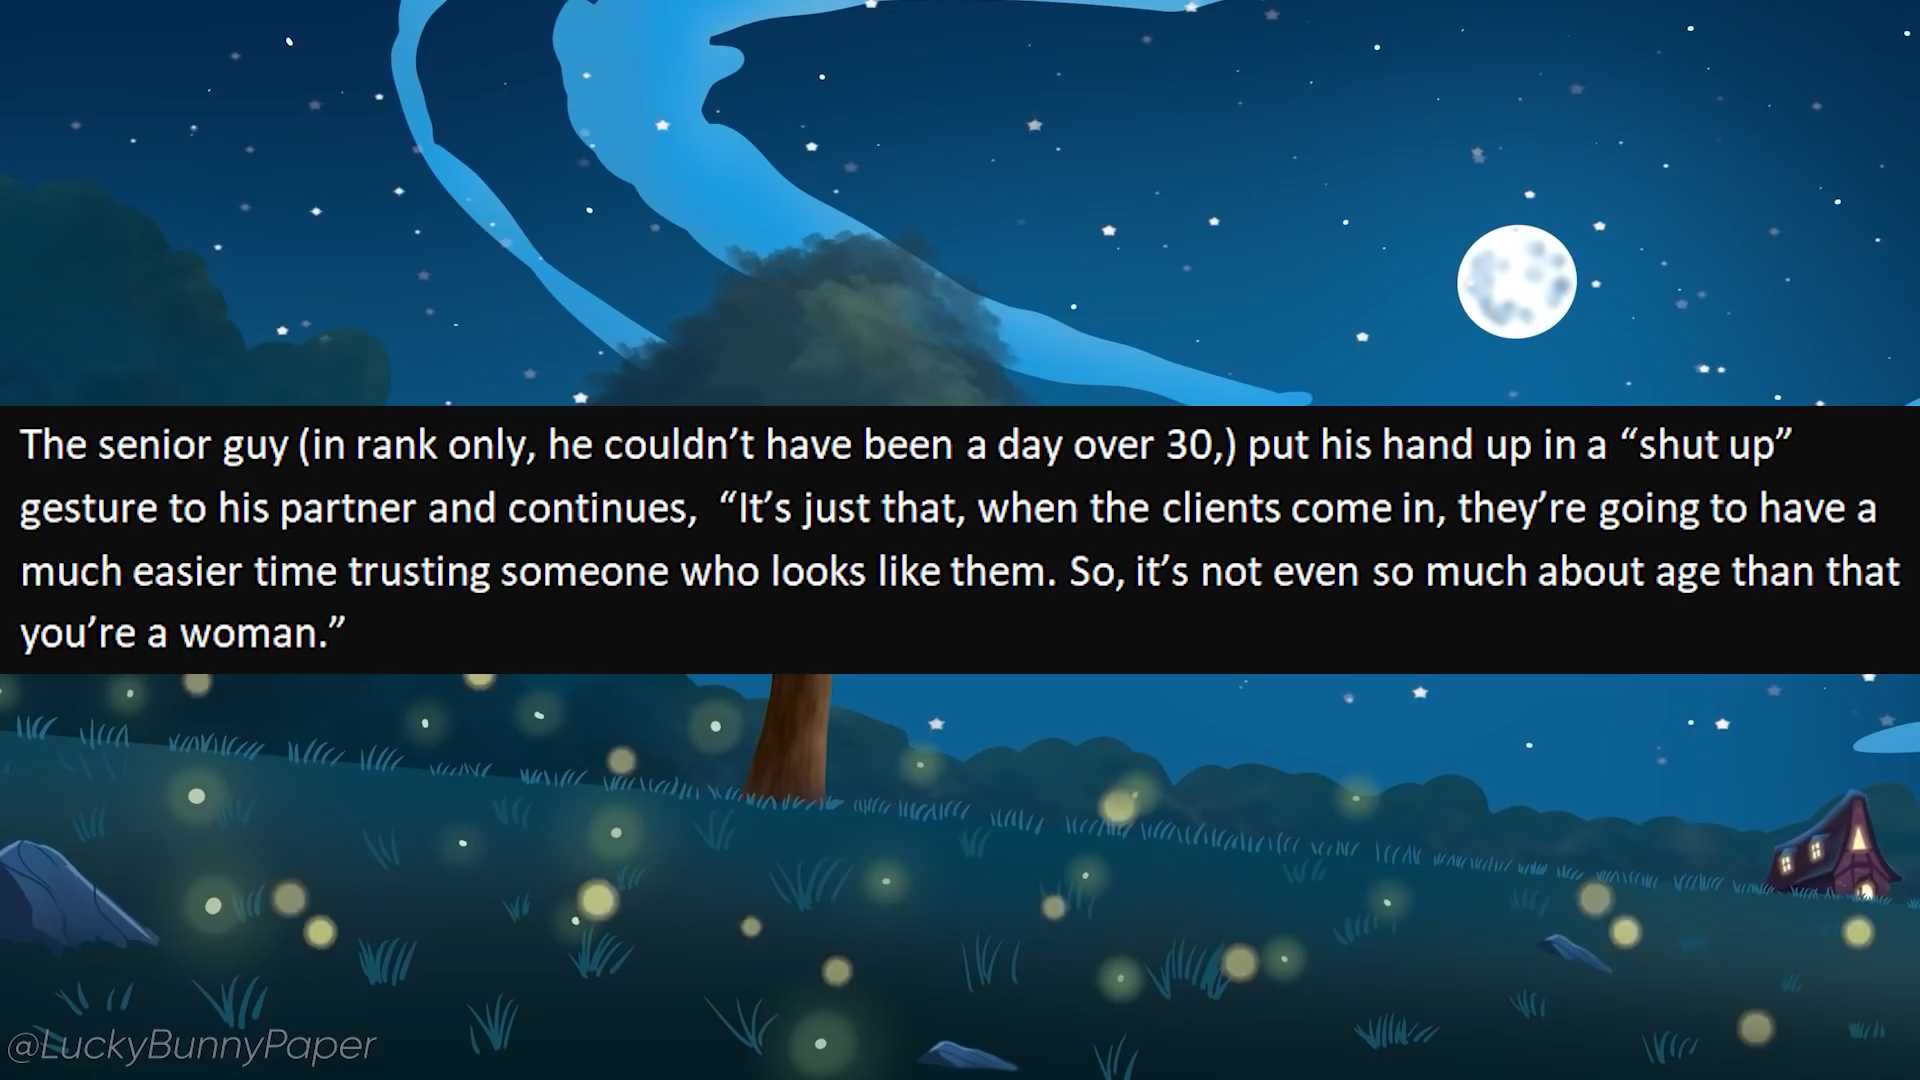 The senior guy (in rank only, he couldn’t have been a day over 30,) put his hand up in a “shut up”
gesture to his partner and continues,  “It’s just that, when the clients come in, they’re going to have a
much easier time trusting someone who looks like them. So, it’s not even so much about age than that
you’re a woman.”
@LuckyBunnyPaper